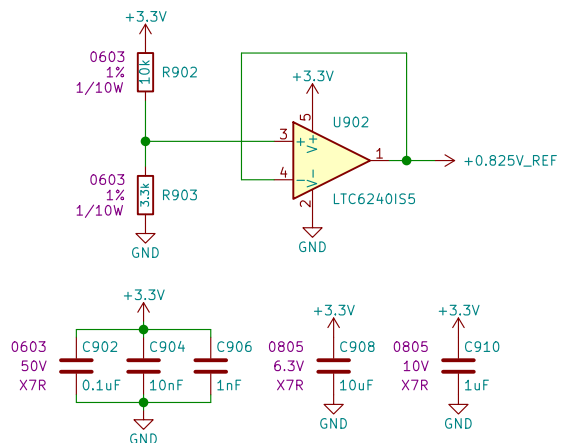 +3.3V
0603
1%
1/10W
10k
R902
+3.3V
U902
5
V+
3
+
1
+0.825V_REF
4
-
V-
2
LTC6240IS5
GND
0603
1%
1/10W
3.3k
R903
GND
+3.3V
+3.3V
+3.3V
0603
50V
X7R
C902
0.1uF
C904
10nF
C906
1nF
0805
6.3V
X7R
C908
10uF
0805
10V
X7R
C910
1uF
GND
GND
GND